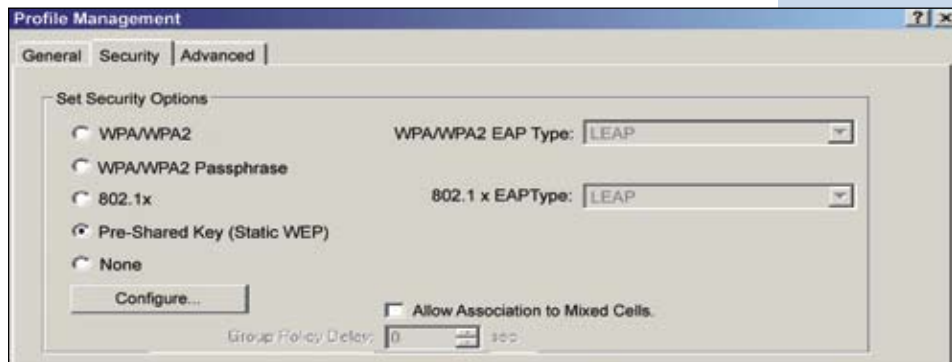 Profile Management
General Security Advanced
Set Security Options
WPA/WPA2 WPA/WPA2 EAP Type: LEAP
WPA/WPA2 Passphrase
802.1x 802.1 x EAPType: LEAP
Pre-Shared Key (Static WEP)
None
Configure... Allow Association to Mixed Cells.
Group Policy Delay: 0 sec